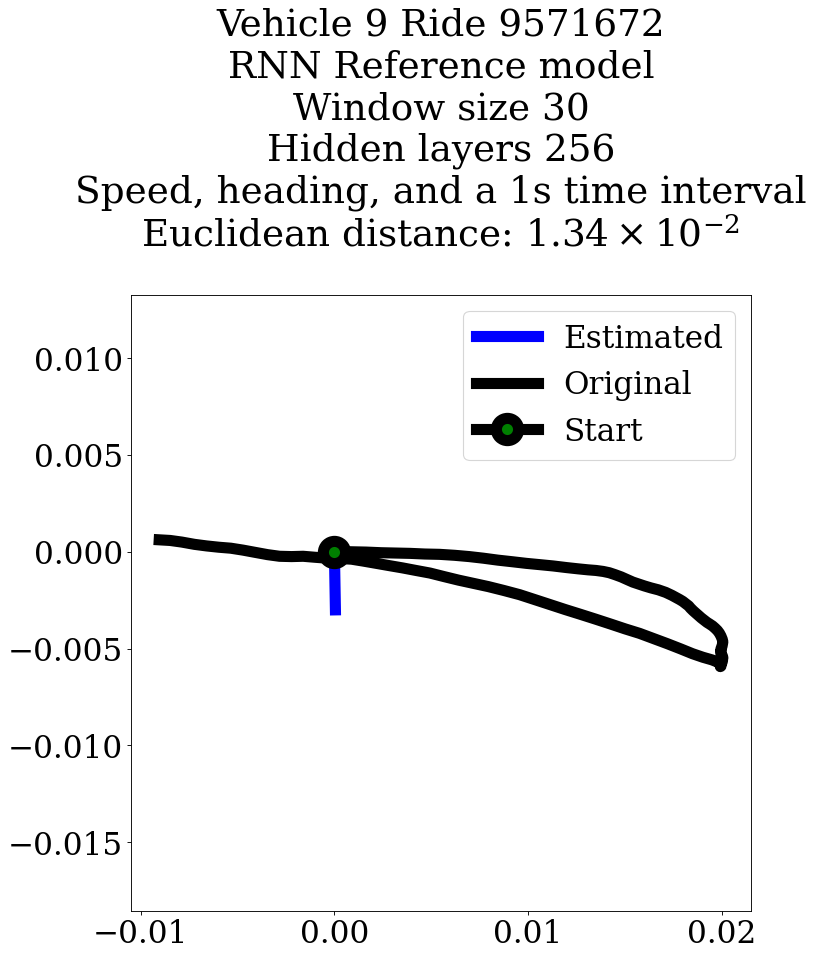 Vehicle 9 Ride 9571672
RNN Reference model
Window size 30
Hidden layers 256
Speed, heading, and a 1s time interval
Euclidean distance: 1.34 × 10⁻²
Estimated
Original
Start
0.010
0.005
0.000
−0.005
−0.010
−0.015
−0.01 0.00 0.01 0.02